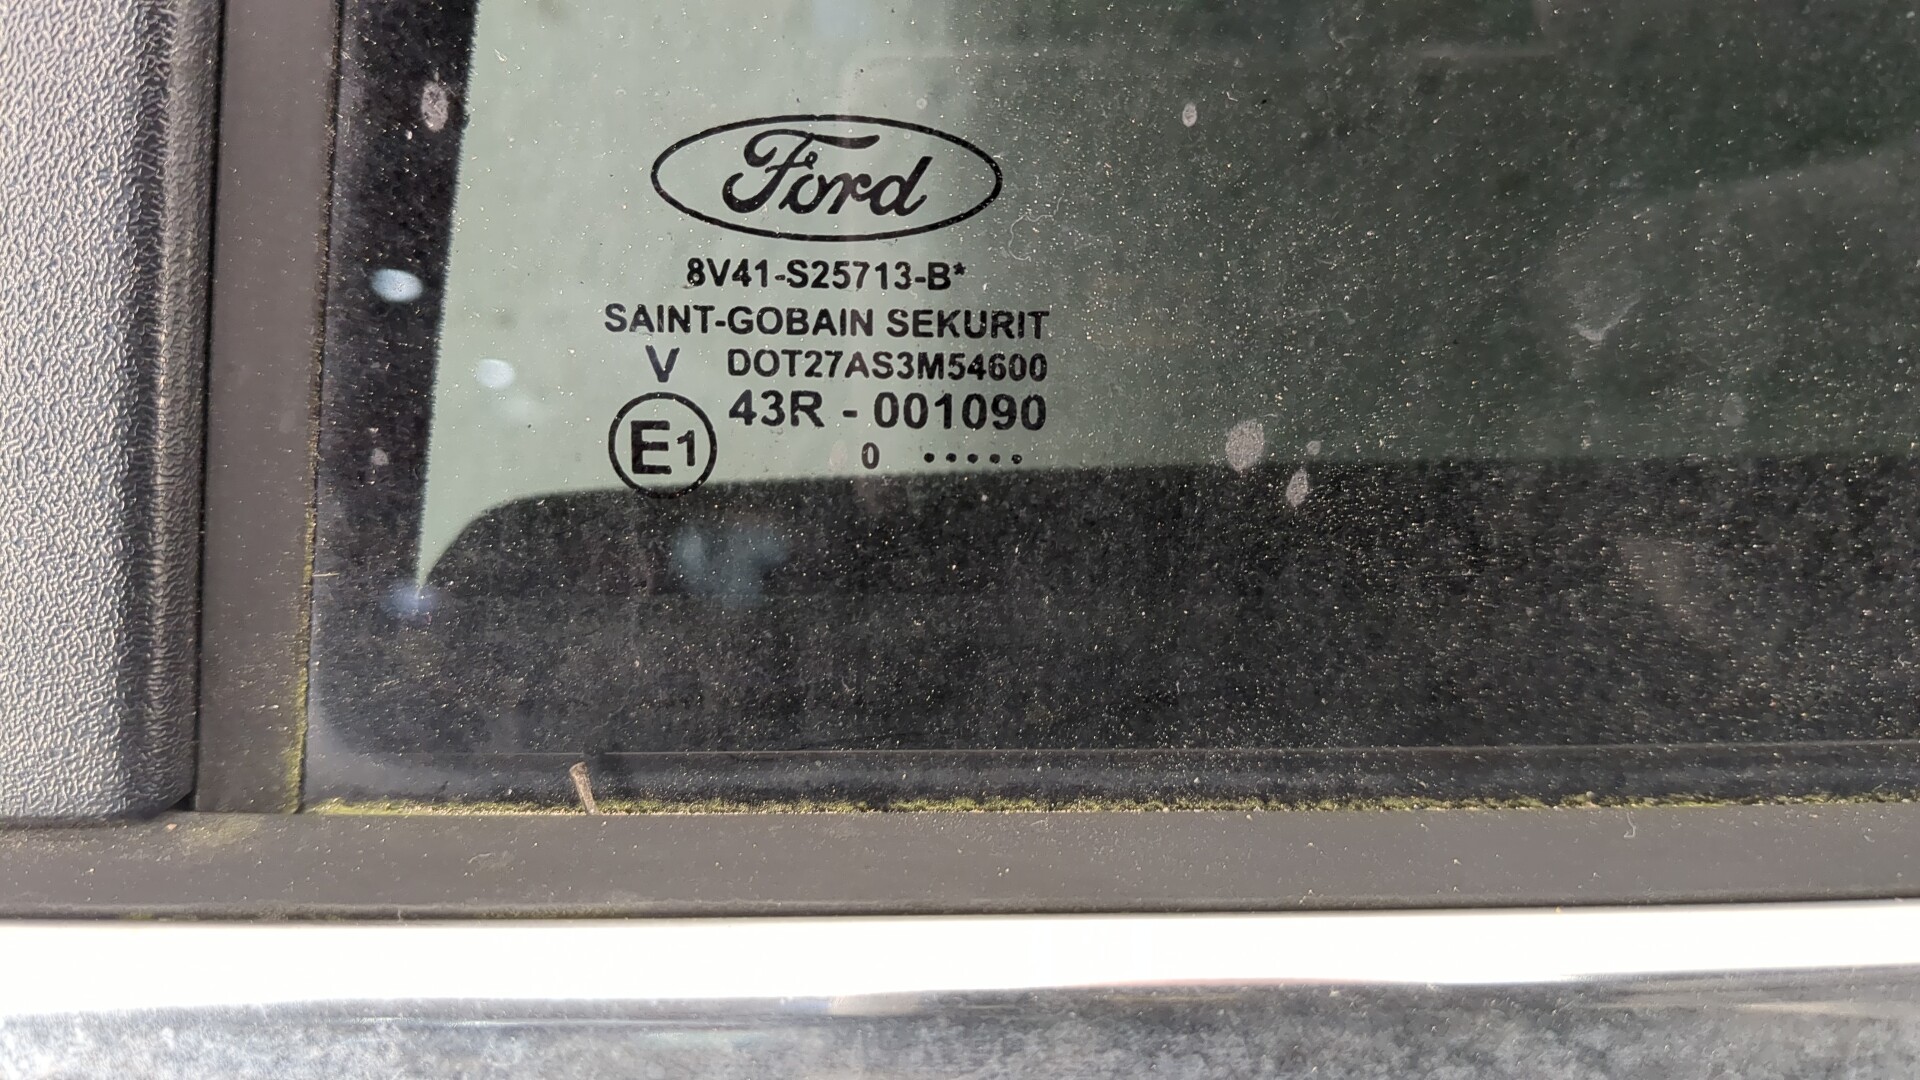 Ford
8V41-S25713-B*
SAINT-GOBAIN SEKURIT
V DOT27AS3M54600
43R - 001090
E1
0 .....